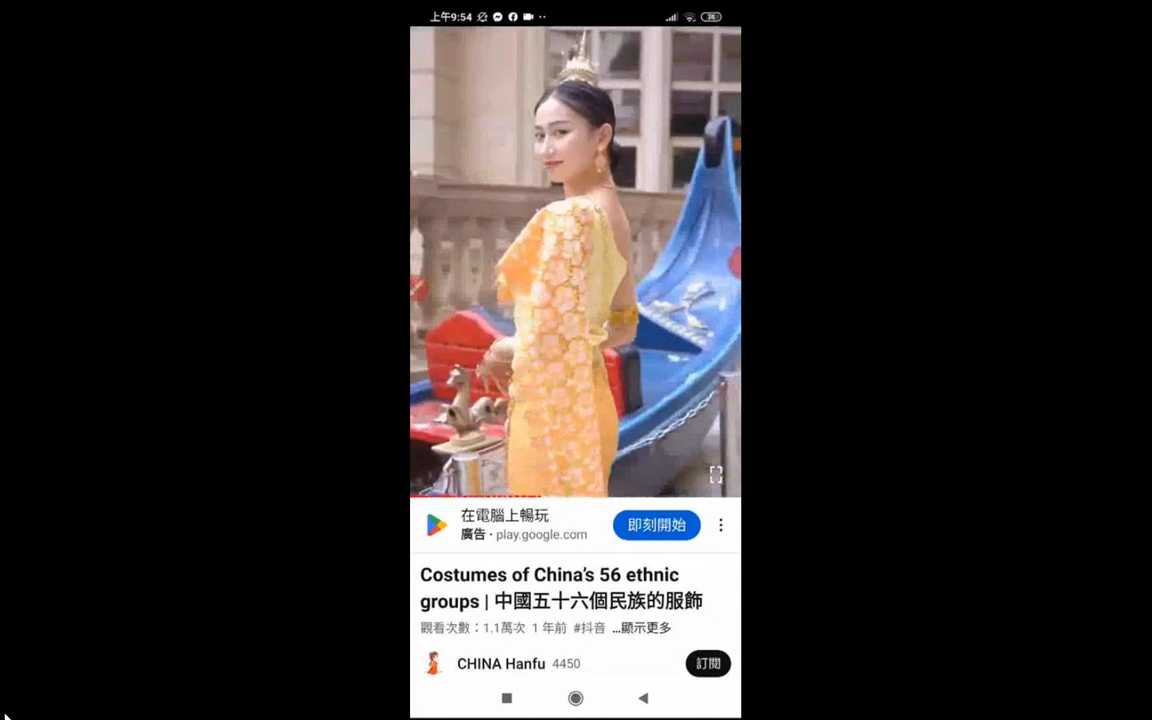 上午9:54
在電腦上暢玩
廣告 · play.google.com
即刻開始
Costumes of China's 56 ethnic
groups | 中國五十六個民族的服飾
觀看次數：1.1萬次 1 年前 #抖音 ...顯示更多
CHINA Hanfu 4450
訂閱